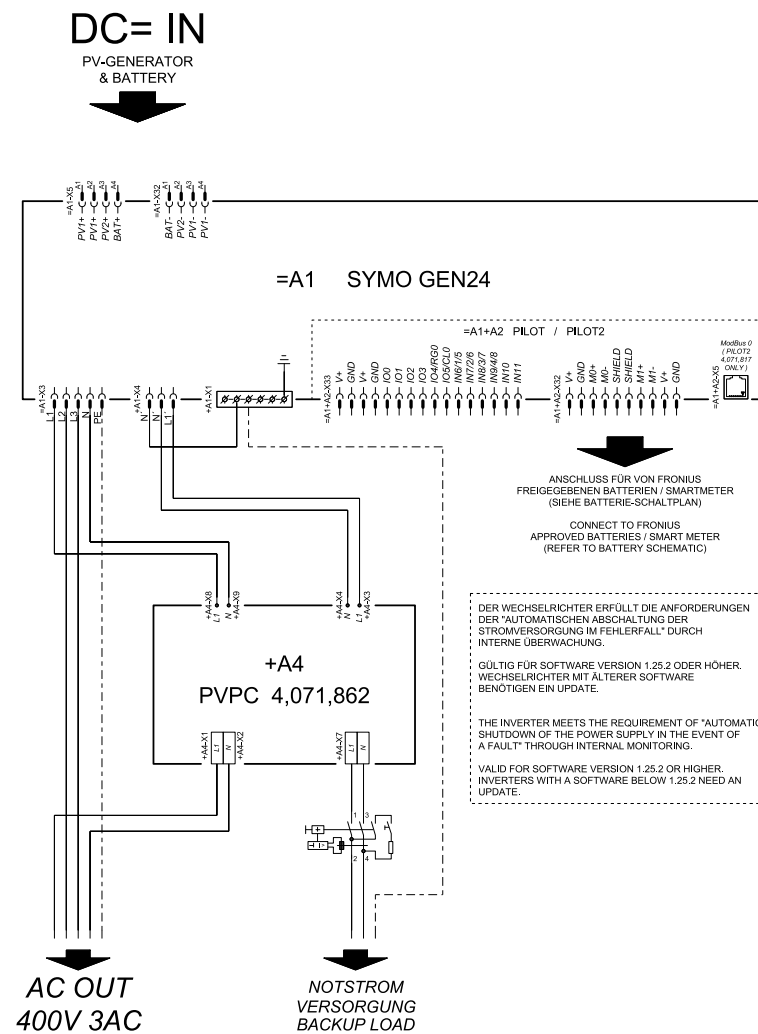 DC= IN
PV-GENERATOR
& BATTERY
=A1-X5
A1
A2
A3
A4
PV1+
PV1+
PV2+
BAT+
=A1-X32
A1
A2
A3
A4
BAT-
PV2-
PV1-
PV1-
=A1 SYMO GEN24
=A1+A2 PILOT / PILOT2
=A1-X3
L1
L2
L3
N
PE
+A1-X4
N'
N'
L1'
+A1-X1
=A1+A2-X33
V+
GND
V+
GND
IO0
IO1
IO2
IO3
IO4/RG0
IO5/CL0
IN6/1/5
IN7/2/6
IN8/3/7
IN9/4/8
IN10
IN11
=A1+A2-X32
V+
GND
M0+
M0-
SHIELD
SHIELD
M1+
M1-
V+
GND
=A1+A2-X5
ModBus 0
( PILOT2
4,071,817
ONLY )
ANSCHLUSS FÜR VON FRONIUS
FREIGEGEBENEN BATTERIEN / SMARTMETER
(SIEHE BATTERIE-SCHALTPLAN)
CONNECT TO FRONIUS
APPROVED BATTERIES / SMART METER
(REFER TO BATTERY SCHEMATIC)
+A4-X8
L1
N
+A4-X9
+A4-X4
N
L1
+A4-X3
+A4
PVPC 4,071,862
+A4-X1
L1
N
+A4-X2
+A4-X7
L1
N
DER WECHSELRICHTER ERFÜLLT DIE ANFORDERUNGEN
DER "AUTOMATISCHEN ABSCHALTUNG DER
STROMVERSORGUNG IM FEHLERFALL" DURCH
INTERNE ÜBERWACHUNG.
GÜLTIG FÜR SOFTWARE VERSION 1.25.2 ODER HÖHER.
WECHSELRICHTER MIT ÄLTERER SOFTWARE
BENÖTIGEN EIN UPDATE.
THE INVERTER MEETS THE REQUIREMENT OF "AUTOMATIC
SHUTDOWN OF THE POWER SUPPLY IN THE EVENT OF
A FAULT" THROUGH INTERNAL MONITORING.
VALID FOR SOFTWARE VERSION 1.25.2 OR HIGHER.
INVERTERS WITH A SOFTWARE BELOW 1.25.2 NEED AN
UPDATE.
1
3
2
4
AC OUT
400V 3AC
NOTSTROM
VERSORGUNG
BACKUP LOAD